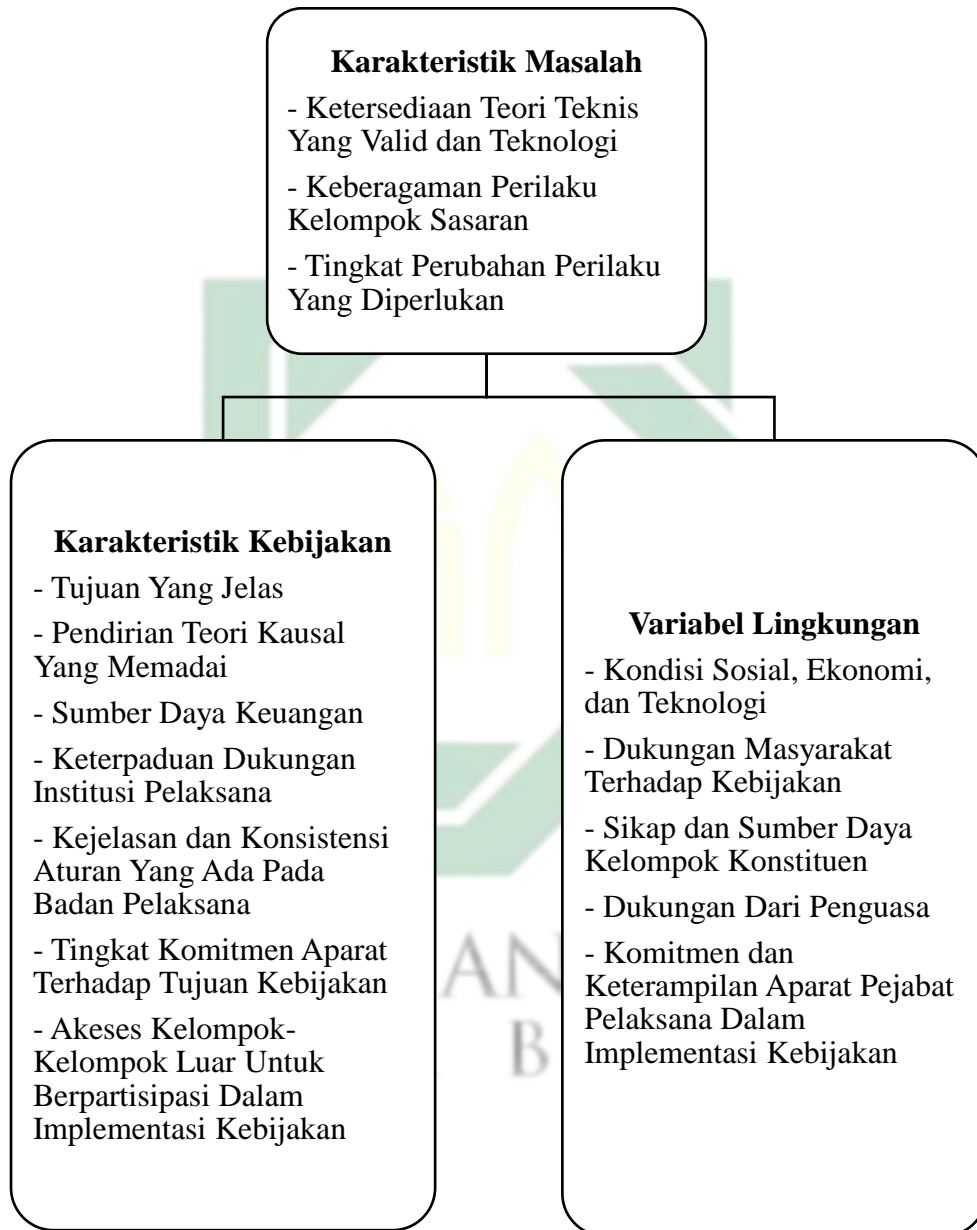 Karakteristik Masalah
- Ketersediaan Teori Teknis
Yang Valid dan Teknologi
- Keberagaman Perilaku
Kelompok Sasaran
- Tingkat Perubahan Perilaku
Yang Diperlukan
Karakteristik Kebijakan
- Tujuan Yang Jelas
- Pendirian Teori Kausal
Yang Memadai
- Sumber Daya Keuangan
- Keterpaduan Dukungan
Institusi Pelaksana
- Kejelasan dan Konsistensi
Aturan Yang Ada Pada
Badan Pelaksana
- Tingkat Komitmen Aparat
Terhadap Tujuan Kebijakan
- Akeses Kelompok-
Kelompok Luar Untuk
Berpartisipasi Dalam
Implementasi Kebijakan
Variabel Lingkungan
- Kondisi Sosial, Ekonomi,
dan Teknologi
- Dukungan Masyarakat
Terhadap Kebijakan
- Sikap dan Sumber Daya
Kelompok Konstituen
- Dukungan Dari Penguasa
- Komitmen dan
Keterampilan Aparat Pejabat
Pelaksana Dalam
Implementasi Kebijakan